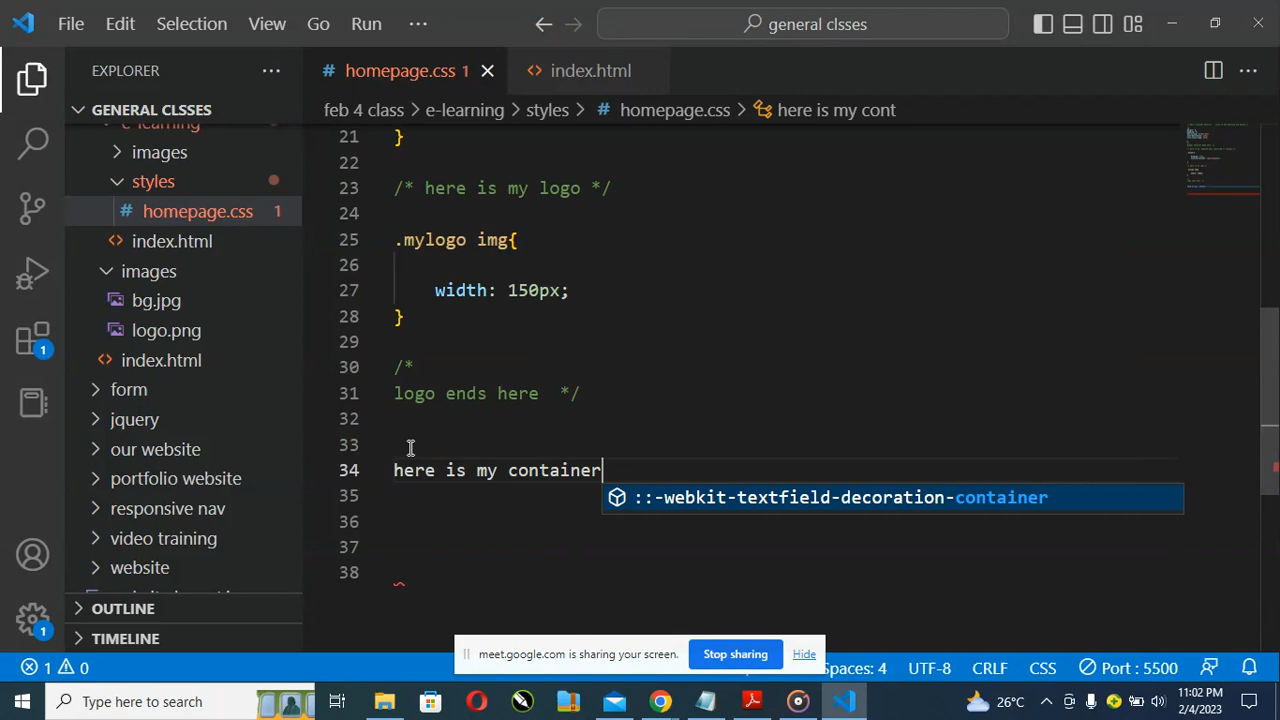 File Edit Selection View Go Run ··· general clsses
EXPLORER ···
# homepage.css 1
<> index.html
GENERAL CLSSES
feb 4 class > e-learning > styles > # homepage.css > here is my cont
e-learning
images
styles
# homepage.css 1
<> index.html
images
bg.jpg
logo.png
<> index.html
form
jquery
our website
portfolio website
responsive nav
video training
website
OUTLINE
TIMELINE
21 }
22
23 /* here is my logo */
24
25 .mylogo img{
26
27 width: 150px;
28 }
29
30 /*
31 logo ends here */
32
33
34 here is my container
::-webkit-textfield-decoration-container
35
36
37
38
1
1
meet.google.com is sharing your screen. Stop sharing Hide
1 0 Spaces: 4 UTF-8 CRLF CSS Port : 5500
Type here to search 26°C 11:02 PM
2/4/2023